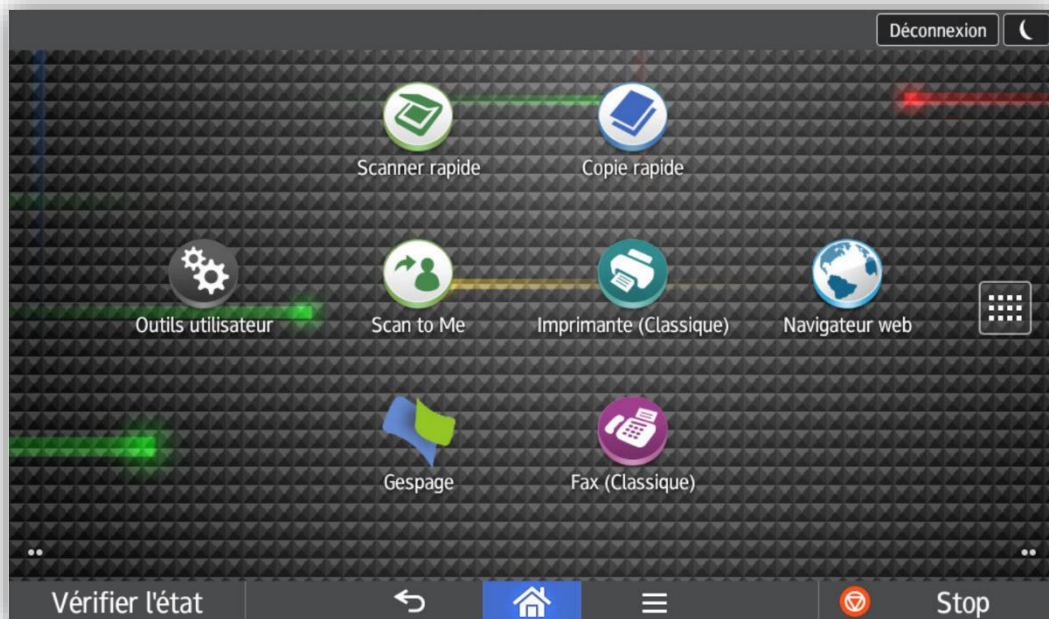 Déconnexion
Scanner rapide
Copie rapide
Outils utilisateur
Scan to Me
Imprimante (Classique)
Navigateur web
Gespage
Fax (Classique)
Vérifier l'état
Stop